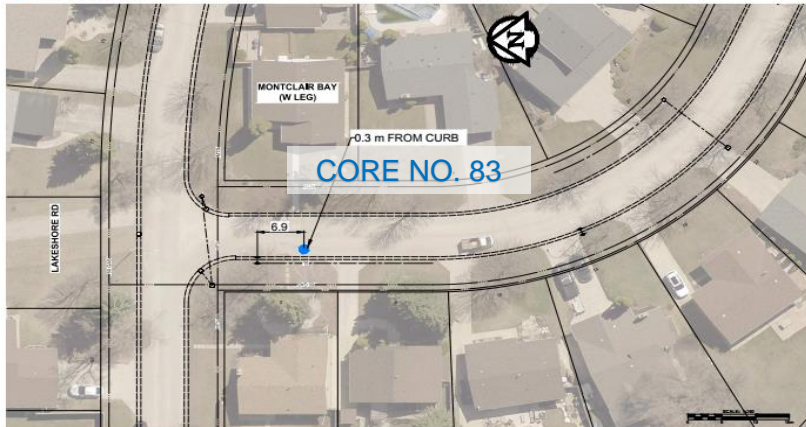 N
MONTCLAIR BAY
(W LEG)
0.3 m FROM CURB
CORE NO. 83
6.9
LAKESHORE RD